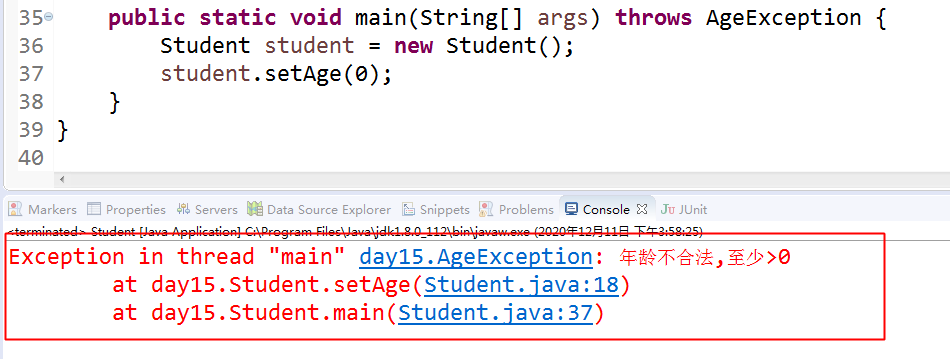 35 public static void main(String[] args) throws AgeException {
36 Student student = new Student();
37 student.setAge(0);
38 }
39 }
40
Markers Properties Servers Data Source Explorer Snippets Problems Console JUnit
<terminated> Student [Java Application] C:\Program Files\Java\jdk1.8.0_112\bin\javaw.exe (2020年12月11日 下午3:58:25)
Exception in thread "main" day15.AgeException: 年龄不合法,至少>0
at day15.Student.setAge(Student.java:18)
at day15.Student.main(Student.java:37)